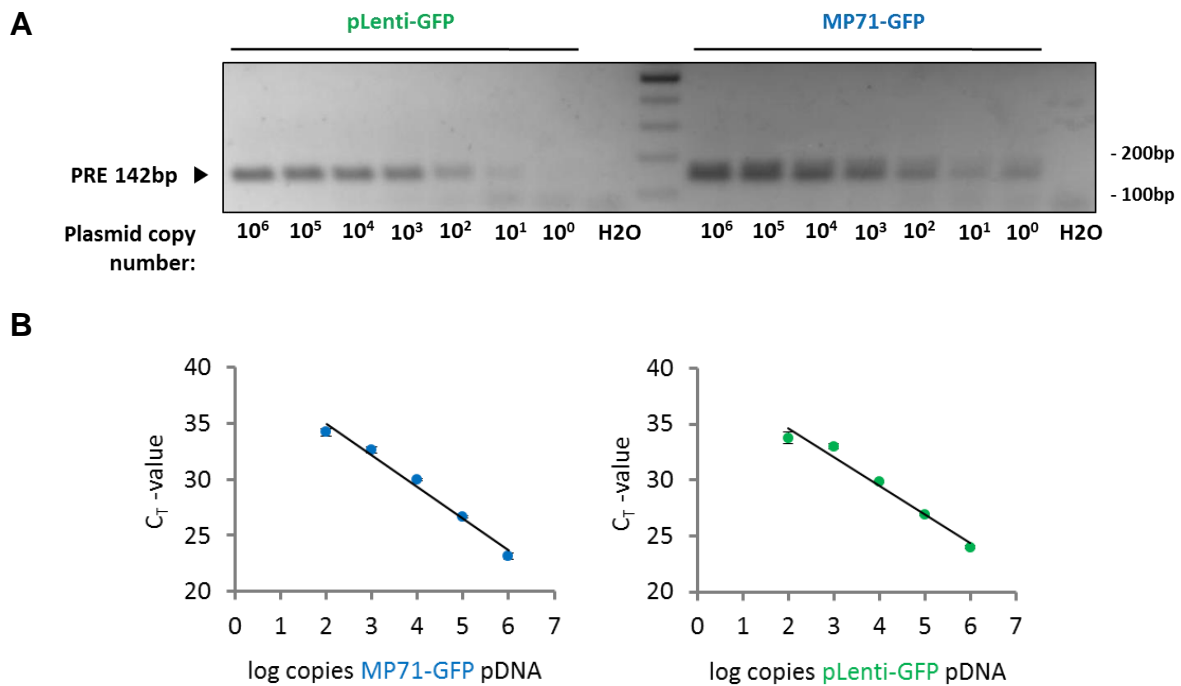 A
pLenti-GFP MP71-GFP
PRE 142bp
- 200bp
- 100bp
Plasmid copy number:
10⁶ 10⁵ 10⁴ 10³ 10² 10¹ 10⁰ H2O 10⁶ 10⁵ 10⁴ 10³ 10² 10¹ 10⁰ H2O
B
40
35
30
25
20
C_T -value
0 1 2 3 4 5 6 7
log copies MP71-GFP pDNA
40
35
30
25
20
C_T -value
0 1 2 3 4 5 6 7
log copies pLenti-GFP pDNA